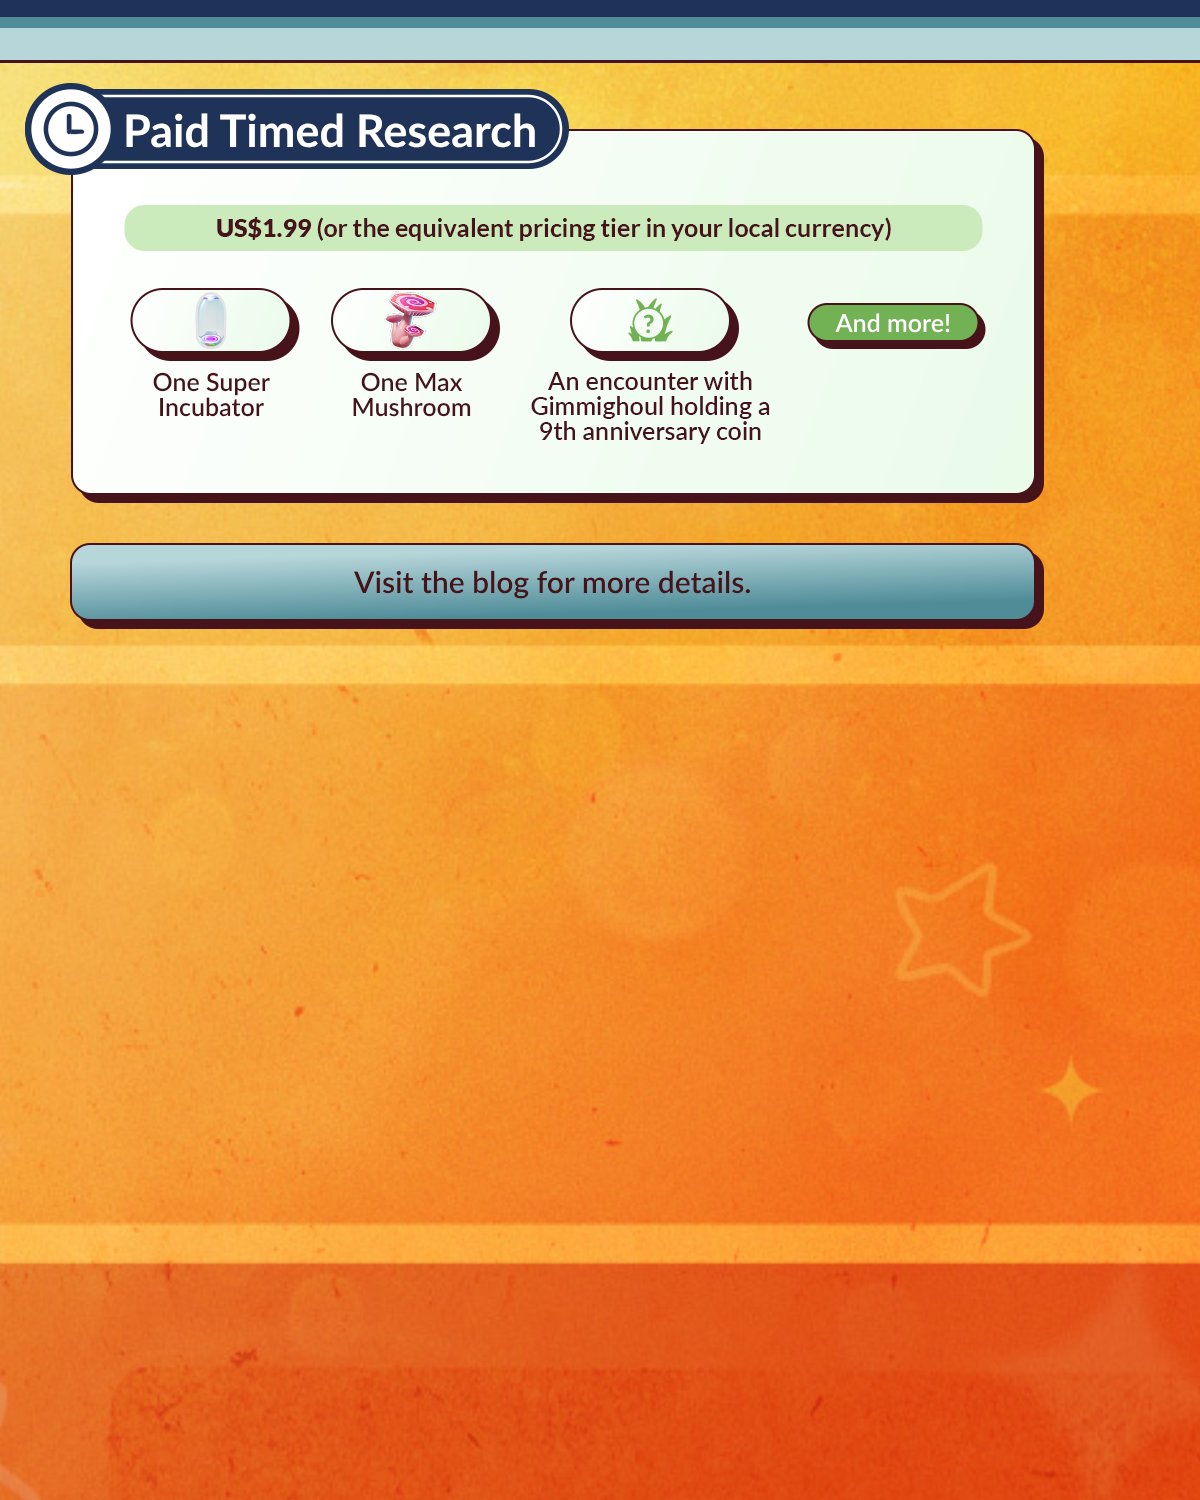 Paid Timed Research
US$1.99 (or the equivalent pricing tier in your local currency)
?
And more!
One Super
Incubator
One Max
Mushroom
An encounter with
Gimmighoul holding a
9th anniversary coin
Visit the blog for more details.